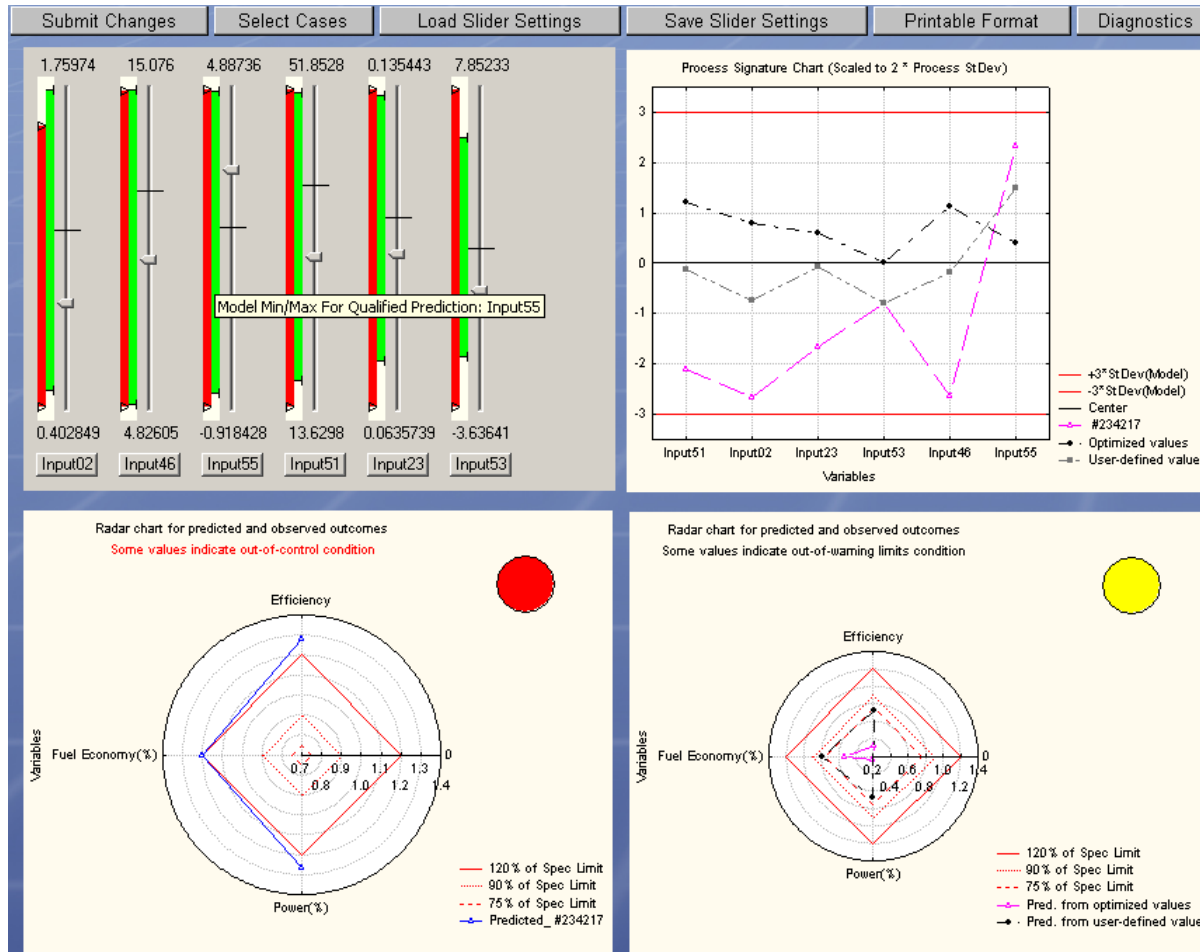 Submit Changes Select Cases Load Slider Settings Save Slider Settings Printable Format Diagnostics
1.75974 15.076 4.88736 51.8528 0.135443 7.85233
Model Min/Max For Qualified Prediction: Input55
0.402849 4.82605 -0.918428 13.6298 0.0635739 -3.63641
Input02 Input46 Input55 Input51 Input23 Input53
Process Signature Chart (Scaled to 2 * Process StDev)
3
2
1
0
-1
-2
-3
Input51 Input02 Input23 Input53 Input46 Input55
Variables
+3*StDev(Model)
-3*StDev(Model)
Center
#234217
Optimized values
User-defined value
Radar chart for predicted and observed outcomes
Some values indicate out-of-control condition
Efficiency
Variables
Fuel Economy(%)
0
0.7 0.9 1.1 1.3
0.8 1.0 1.2 1.4
Power(%)
120% of Spec Limit
90% of Spec Limit
75% of Spec Limit
Predicted_ #234217
Radar chart for predicted and observed outcomes
Some values indicate out-of-warning limits condition
Efficiency
Variables
Fuel Economy(%)
0
0.2 0.6 1.0 1.4
0.4 0.8 1.2
Power(%)
120% of Spec Limit
90% of Spec Limit
75% of Spec Limit
Pred. from optimized values
Pred. from user-defined value